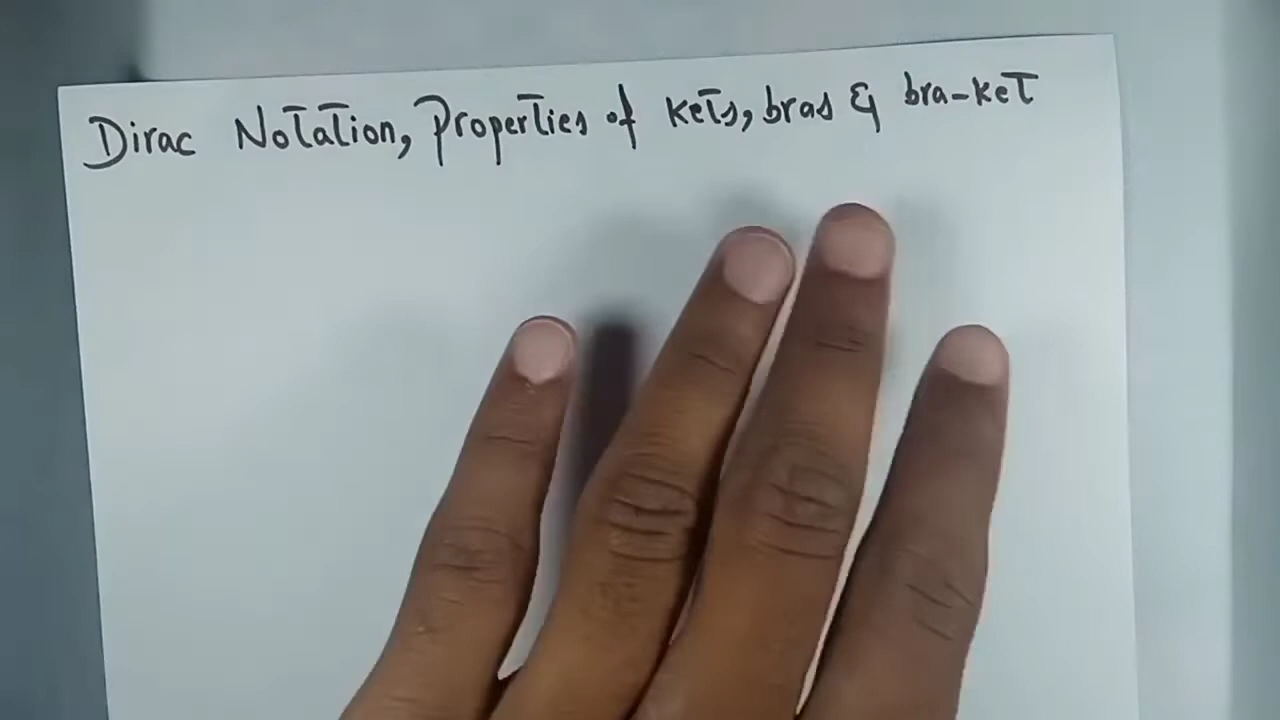 Dirac Notation, Properties of kets, bras & bra-ket